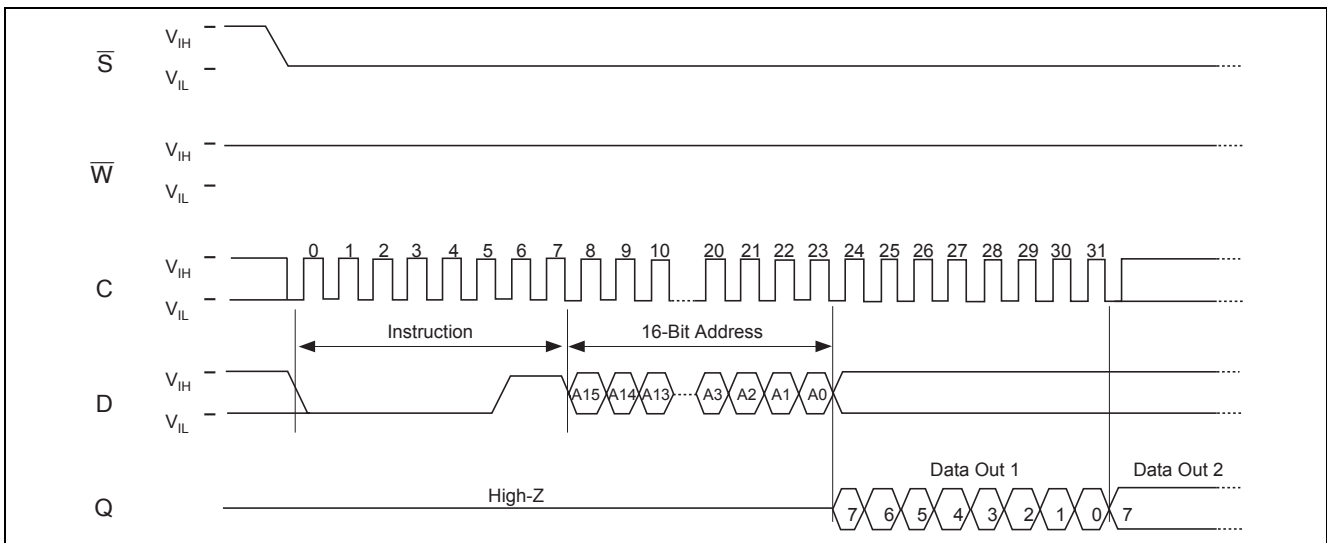 V_IH
S̅
V_IL
V_IH
W̅
V_IL
0 1 2 3 4 5 6 7 8 9 10 20 21 22 23 24 25 26 27 28 29 30 31
V_IH
C
V_IL
Instruction 16-Bit Address
V_IH
D A15 A14 A13 A3 A2 A1 A0
V_IL
Data Out 1 Data Out 2
High-Z
Q 7 6 5 4 3 2 1 0 7